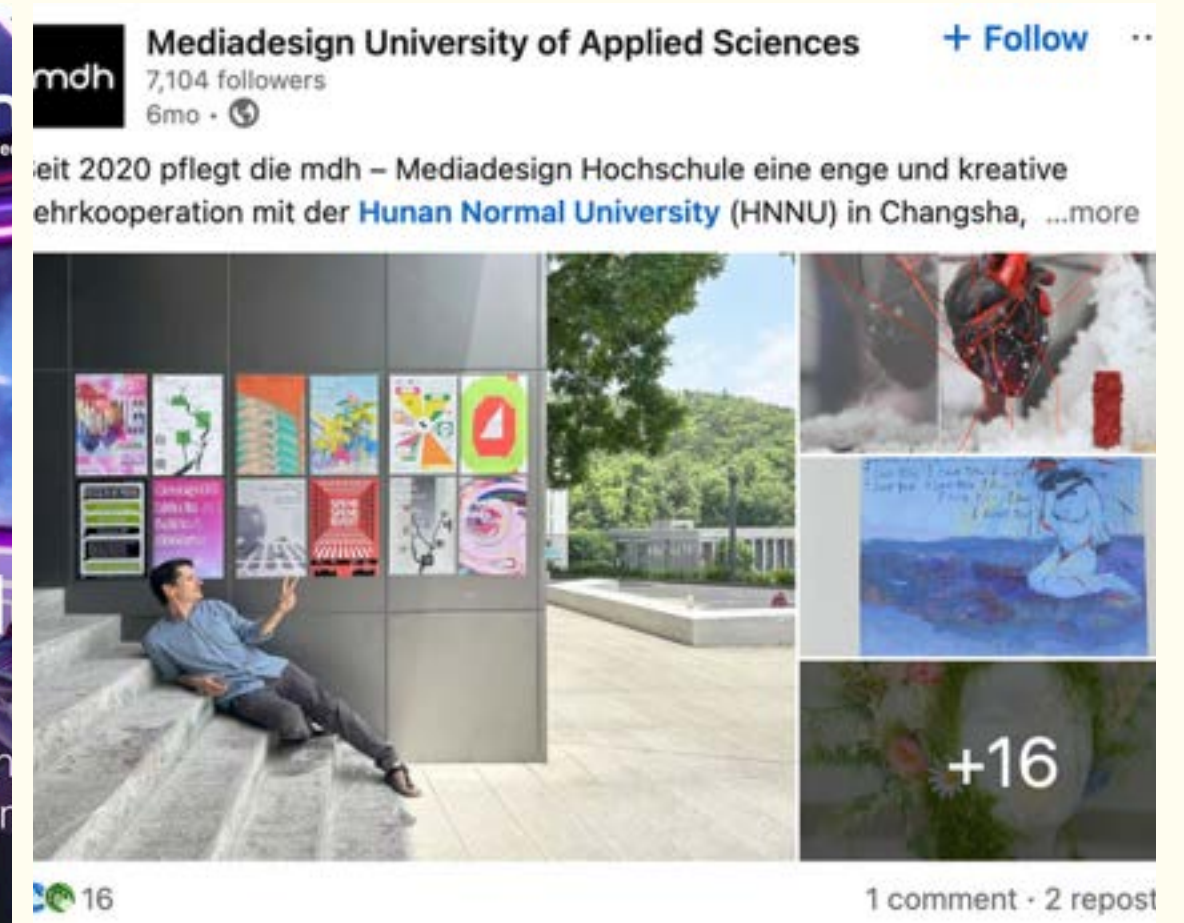 mdh
Mediadesign University of Applied Sciences
+ Follow
7,104 followers
6mo •
eit 2020 pflegt die mdh – Mediadesign Hochschule eine enge und kreative
ehrkooperation mit der Hunan Normal University (HNNU) in Changsha, ...more
+16
16
1 comment · 2 repost